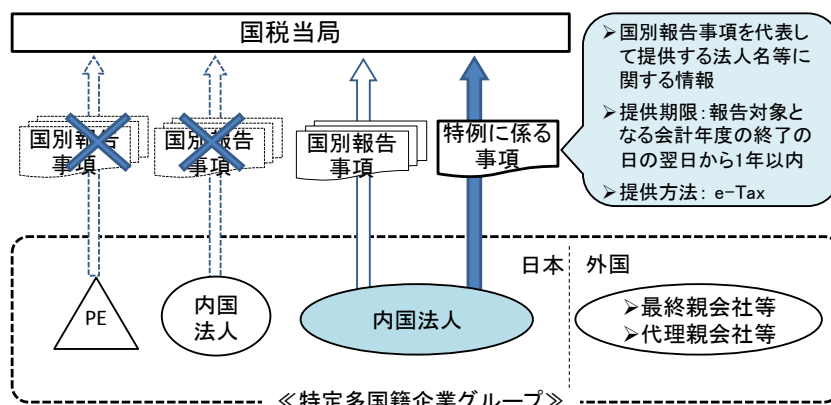 国税当局
国別報告
事項
国別報告
事項
国別報告
事項
特例に係る
事項
➢国別報告事項を代表し
て提供する法人名等に
関する情報
➢提供期限：報告対象と
なる会計年度の終了の
日の翌日から1年以内
➢提供方法： e-Tax
日本
外国
PE
内国
法人
内国法人
➢最終親会社等
➢代理親会社等
≪特定多国籍企業グループ≫